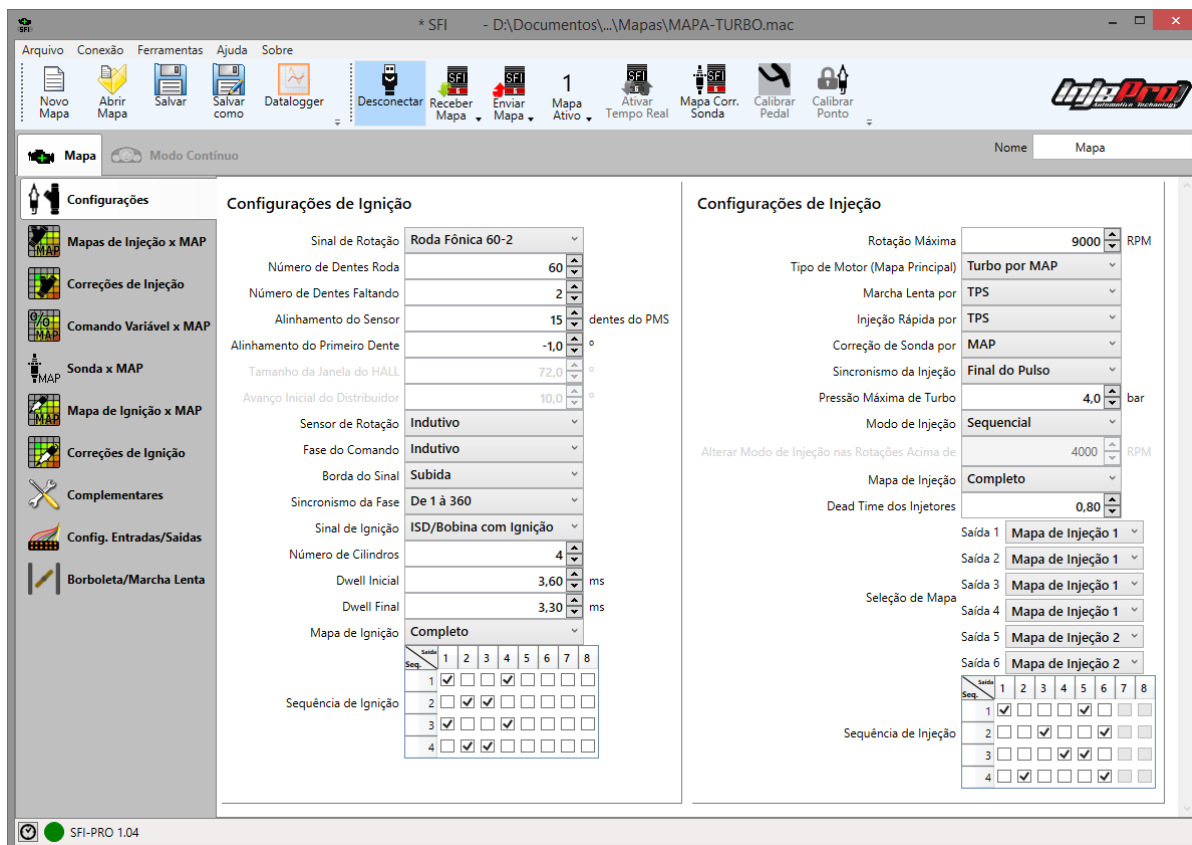 * SFI - D:\Documentos\...\Mapas\MAPA-TURBO.mac
Arquivo Conexão Ferramentas Ajuda Sobre
Novo Mapa Abrir Mapa Salvar Salvar como Datalogger Desconectar Receber Mapa Enviar Mapa 1 Mapa Ativo Ativar Tempo Real Mapa Corr. Sonda Calibrar Pedal Calibrar Ponto
InjePro
Automotive Technology
Mapa Modo Contínuo Nome Mapa
Configurações
Mapas de Injeção x MAP
Correções de Injeção
Comando Variável x MAP
Sonda x MAP
Mapa de Ignição x MAP
Correções de Ignição
Complementares
Config. Entradas/Saidas
Borboleta/Marcha Lenta
Configurações de Ignição
Sinal de Rotação Roda Fônica 60-2
Número de Dentes Roda 60
Número de Dentes Faltando 2
Alinhamento do Sensor 15 dentes do PMS
Alinhamento do Primeiro Dente -1,0 º
Tamanho da Janela do HALL 72,0 º
Avanço Inicial do Distribuidor 10,0 º
Sensor de Rotação Indutivo
Fase do Comando Indutivo
Borda do Sinal Subida
Sincronismo da Fase De 1 à 360
Sinal de Ignição ISD/Bobina com Ignição
Número de Cilindros 4
Dwell Inicial 3,60 ms
Dwell Final 3,30 ms
Mapa de Ignição Completo
Saída Seq. 1 2 3 4 5 6 7 8
1
Sequência de Ignição 2
3
4
Configurações de Injeção
Rotação Máxima 9000 RPM
Tipo de Motor (Mapa Principal) Turbo por MAP
Marcha Lenta por TPS
Injeção Rápida por TPS
Correção de Sonda por MAP
Sincronismo da Injeção Final do Pulso
Pressão Máxima de Turbo 4,0 bar
Modo de Injeção Sequencial
Alterar Modo de Injeção nas Rotações Acima de 4000 RPM
Mapa de Injeção Completo
Dead Time dos Injetores 0,80
Saída 1 Mapa de Injeção 1
Saída 2 Mapa de Injeção 1
Saída 3 Mapa de Injeção 1
Seleção de Mapa
Saída 4 Mapa de Injeção 1
Saída 5 Mapa de Injeção 2
Saída 6 Mapa de Injeção 2
Saída Seq. 1 2 3 4 5 6 7 8
1
Sequência de Injeção 2
3
4
SFI-PRO 1.04